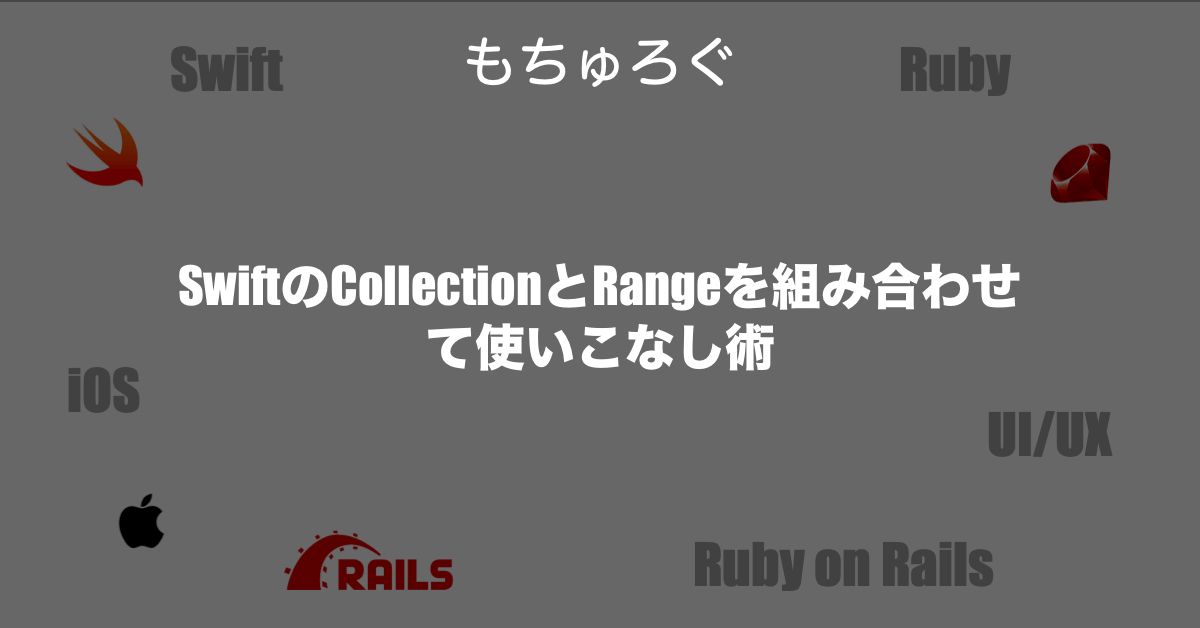 もちゅろぐ
Swift
Ruby
SwiftのCollectionとRangeを組み合わせ
て使いこなし術
iOS
UI/UX
RAILS
Ruby on Rails